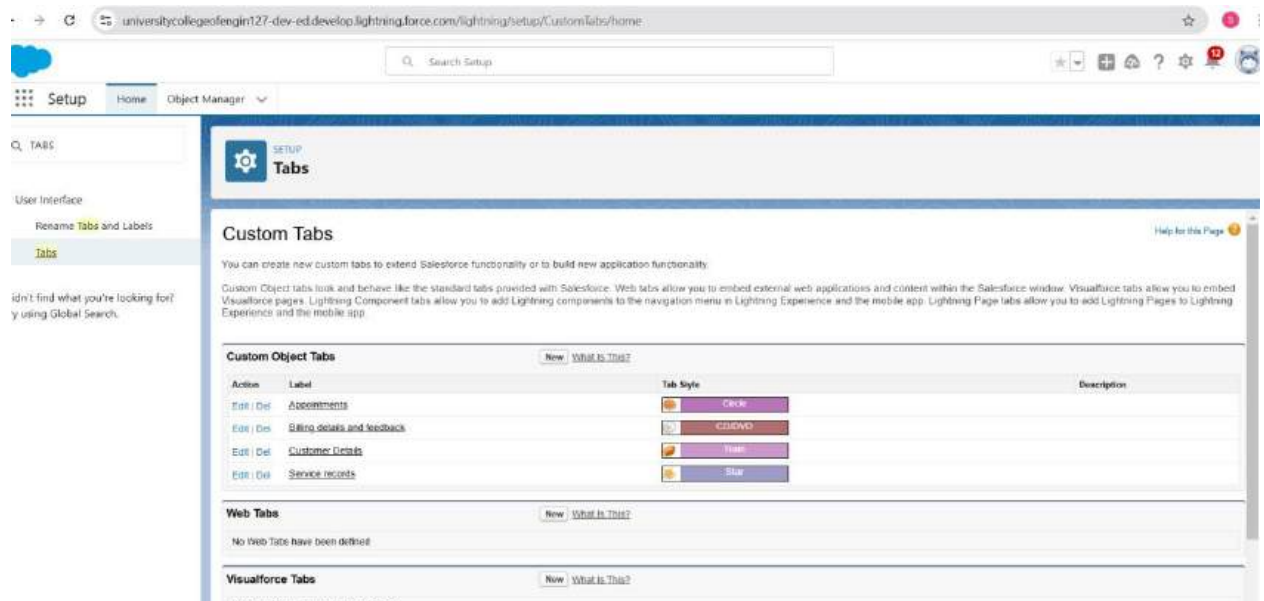 universitycollegeofengin127-dev-ed.develop.lightning.force.com/lightning/setup/CustomTabs/home
S
Search Setup
12
Setup
Home
Object Manager
TABS
SETUP
Tabs
User Interface
Rename Tabs and Labels
Tabs
idn't find what you're looking for?
y using Global Search.
Custom Tabs
Help for this Page
You can create new custom tabs to extend Salesforce functionality or to build new application functionality.
Custom Object tabs look and behave like the standard tabs provided with Salesforce. Web tabs allow you to embed external web applications and content within the Salesforce window. Visualforce tabs allow you to embed
Visualforce pages. Lightning Component tabs allow you to add Lightning components to the navigation menu in Lightning Experience and the mobile app. Lightning Page tabs allow you to add Lightning Pages to Lightning
Experience and the mobile app.
Custom Object Tabs New What Is This?
Action Label Tab Style Description
Edit | Del Appointments Circle
Edit | Del Billing details and feedback CD/DVD
Edit | Del Customer Details
Edit | Del Service records Star
Web Tabs New What Is This?
No Web Tabs have been defined
Visualforce Tabs New What Is This?